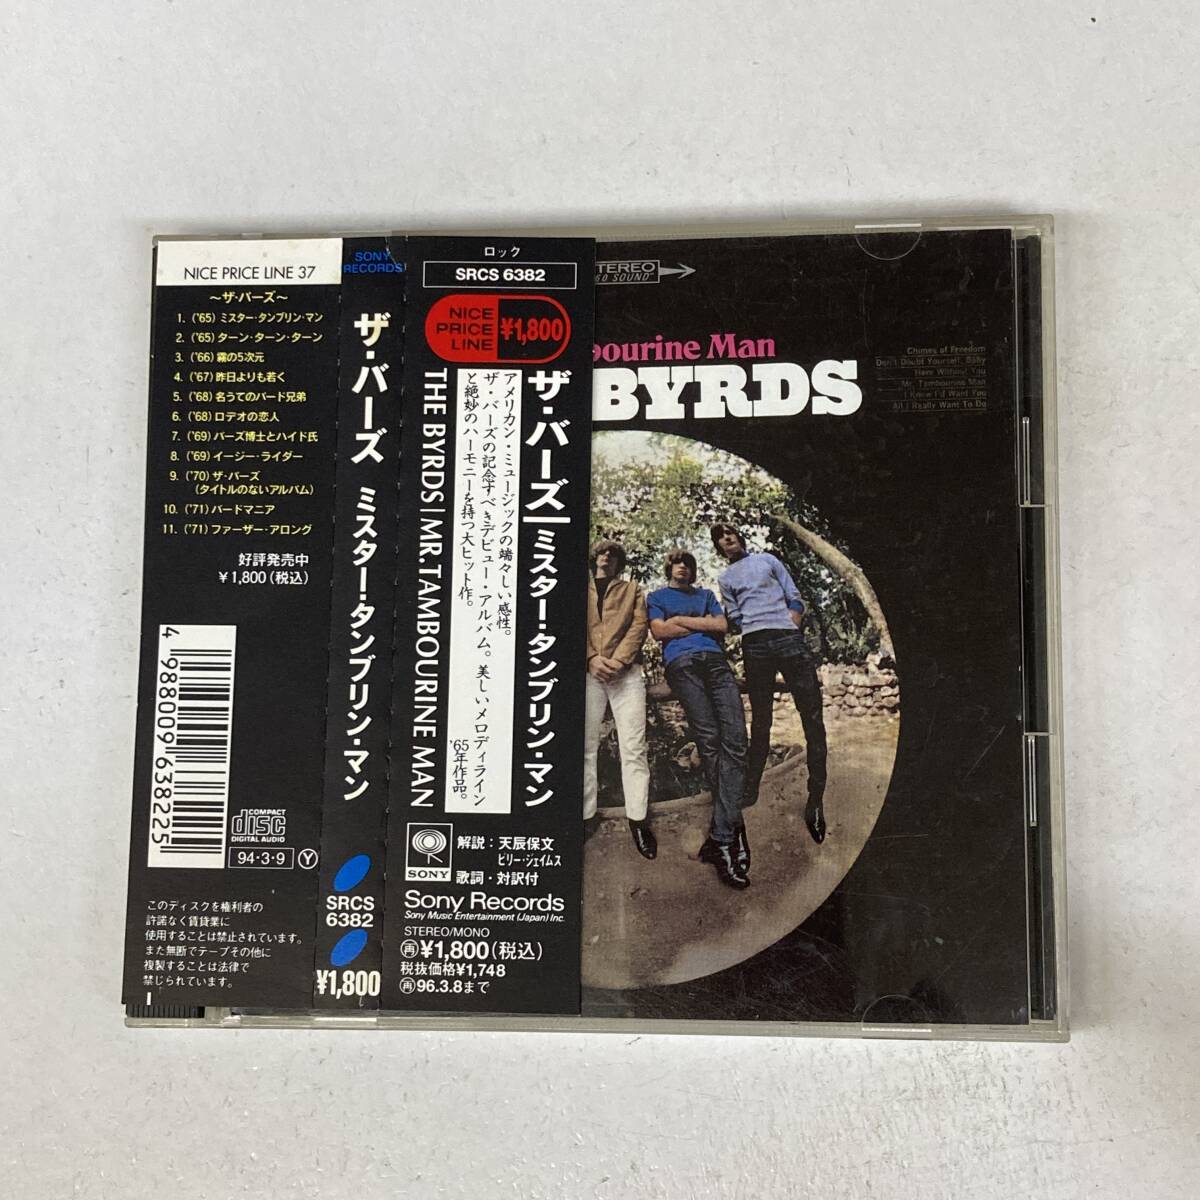 NICE PRICE LINE 37
～ザ・バーズ～
1. ('65) ミスター・タンブリン・マン
2. ('65) ターン・ターン・ターン
3. ('66) 霧の5次元
4. ('67) 昨日よりも若く
5. ('68) 名うてのバード兄弟
6. ('68) ロデオの恋人
7. ('69) バーズ博士とハイド氏
8. ('69) イージー・ライダー
9. ('70) ザ・バーズ
(タイトルのないアルバム)
10. ('71) バードマニア
11. ('71) ファーザー・アロング
好評発売中
¥1,800(税込)
4 988009 638225
COMPACT
disc
DIGITAL AUDIO
94・3・9 Y
このディスクを権利者の
許諾なく賃貸業に
使用することは禁止されています。
また無断でテープその他に
複製することは法律で
禁じられています。
SONY
RECORDS
ザ・バーズ ミスター・タンブリン・マン
SRCS
6382
¥1,800
ロック
SRCS 6382
NICE
PRICE
LINE
¥1,800
ザ・バーズ/ミスター・タンブリン・マン
アメリカン・ミュージックの瑞々しい感性。
ザ・バーズの記念すべきデビュー・アルバム。美しいメロディライン
と絶妙のハーモニーを持つ大ヒット作。
'65年作品。
THE BYRDS/MR.TAMBOURINE MAN
SONY
解説：天辰保文
ビリー・ジェイムス
歌詞・対訳付
Sony Records
Sony Music Entertainment (Japan) Inc.
STEREO/MONO
再¥1,800(税込)
税抜価格¥1,748
再96.3.8まで
STEREO
360 SOUND
bourine Man
BYRDS
Chimes of Freedom
Don't Doubt Yourself, Babe
Have Without You
Mr. Tambourine Man
I Knew I'd Want You
All I Really Want To Do